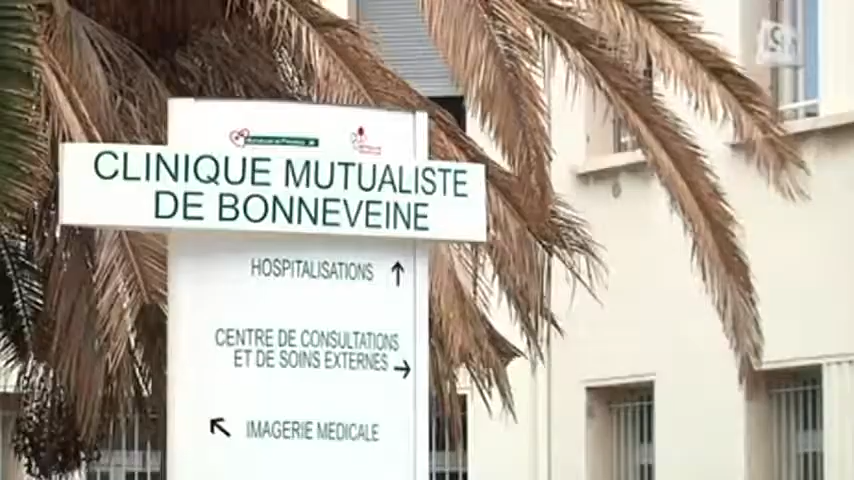 CLINIQUE MUTUALISTE
DE BONNEVEINE
HOSPITALISATIONS
CENTRE DE CONSULTATIONS
ET DE SOINS EXTERNES
IMAGERIE MEDICALE